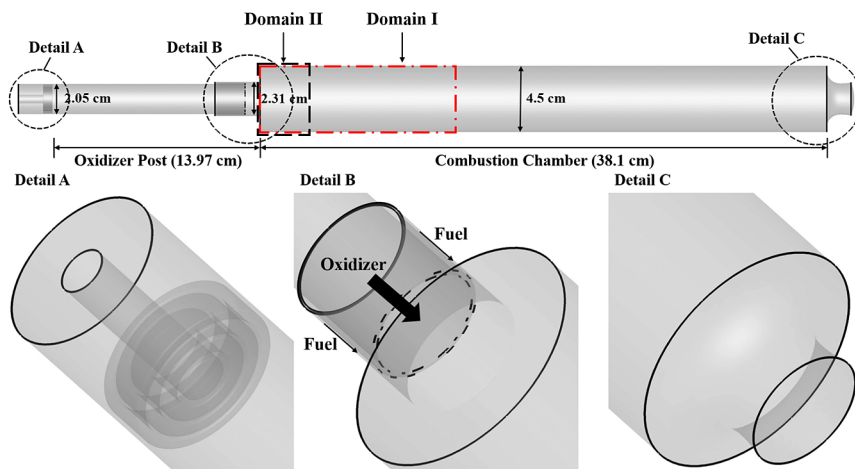 Domain II
Domain I
Detail A
Detail B
Detail C
2.05 cm
2.31 cm
4.5 cm
Oxidizer Post (13.97 cm)
Combustion Chamber (38.1 cm)
Detail A
Detail B
Detail C
Fuel
Oxidizer
Fuel